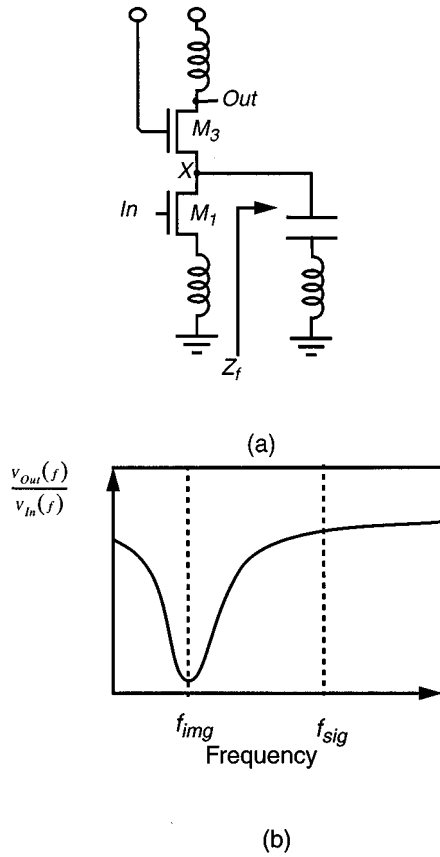 Out
M3
X
In
M1
Zf
(a)
vOut(f)
vIn(f)
fimg
fsig
Frequency
(b)